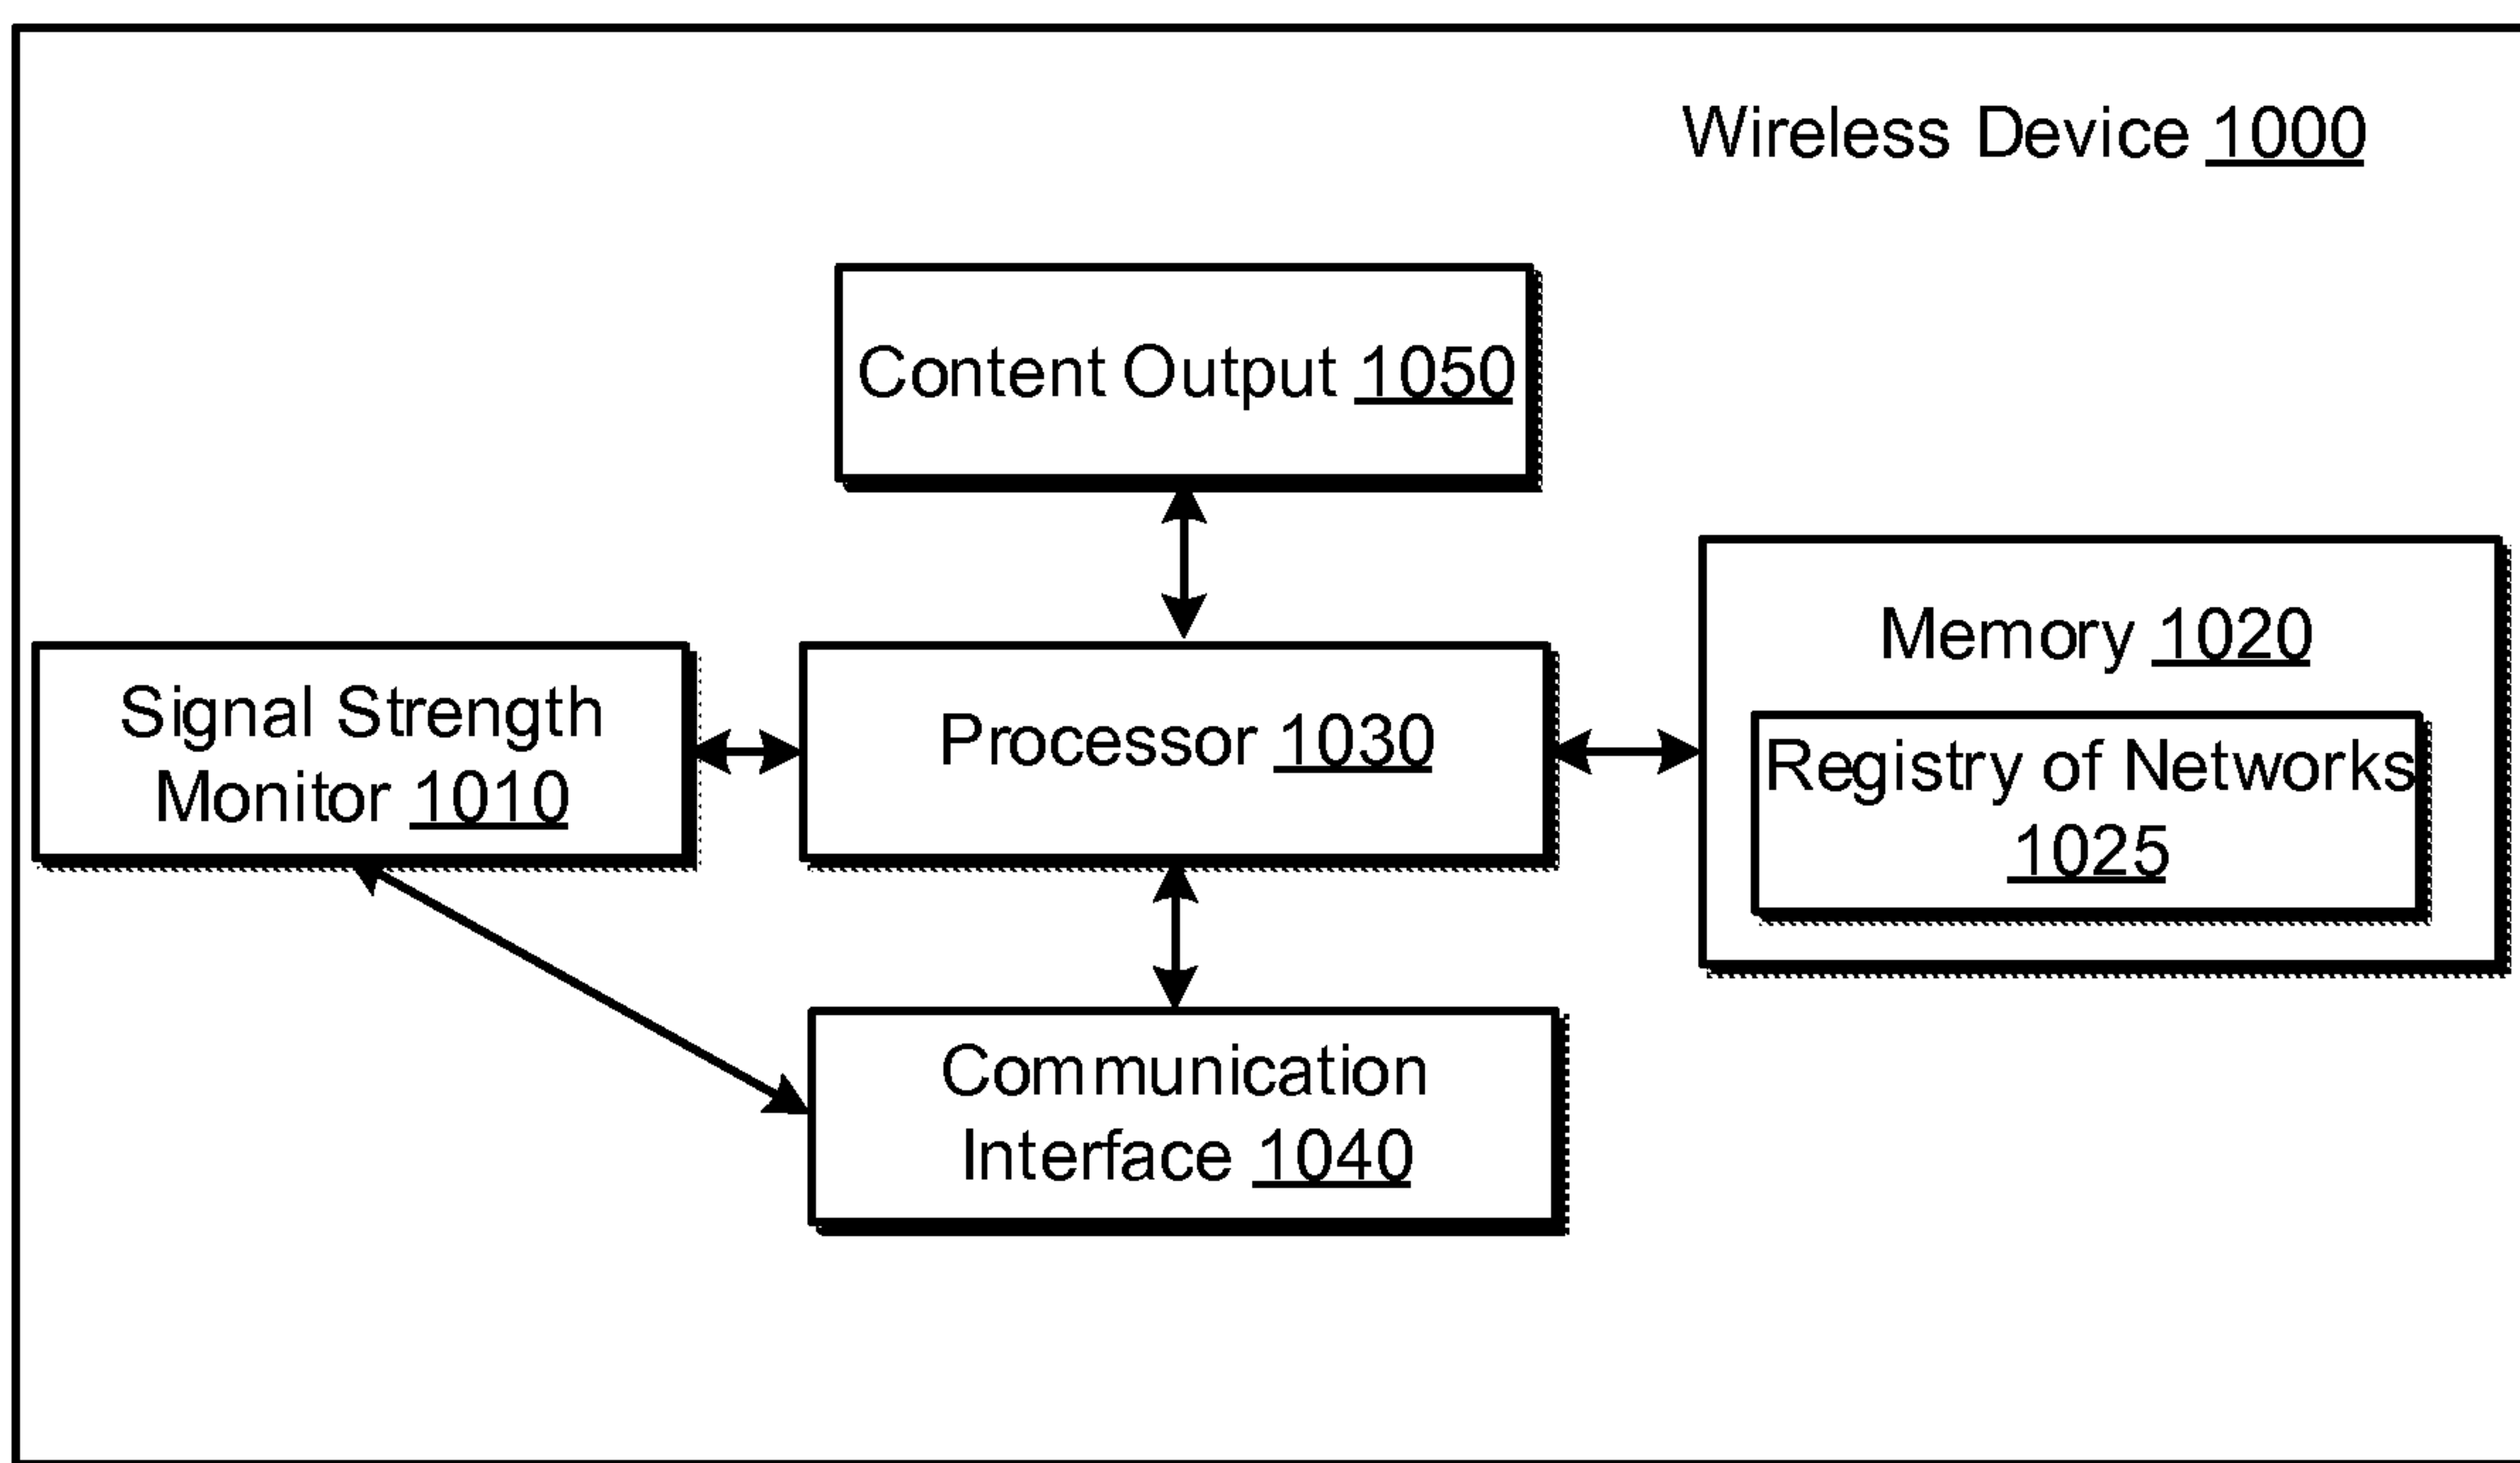 Wireless Device 1000
Content Output 1050
Signal Strength
Monitor 1010
Processor 1030
Memory 1020
Registry of Networks
1025
Communication
Interface 1040